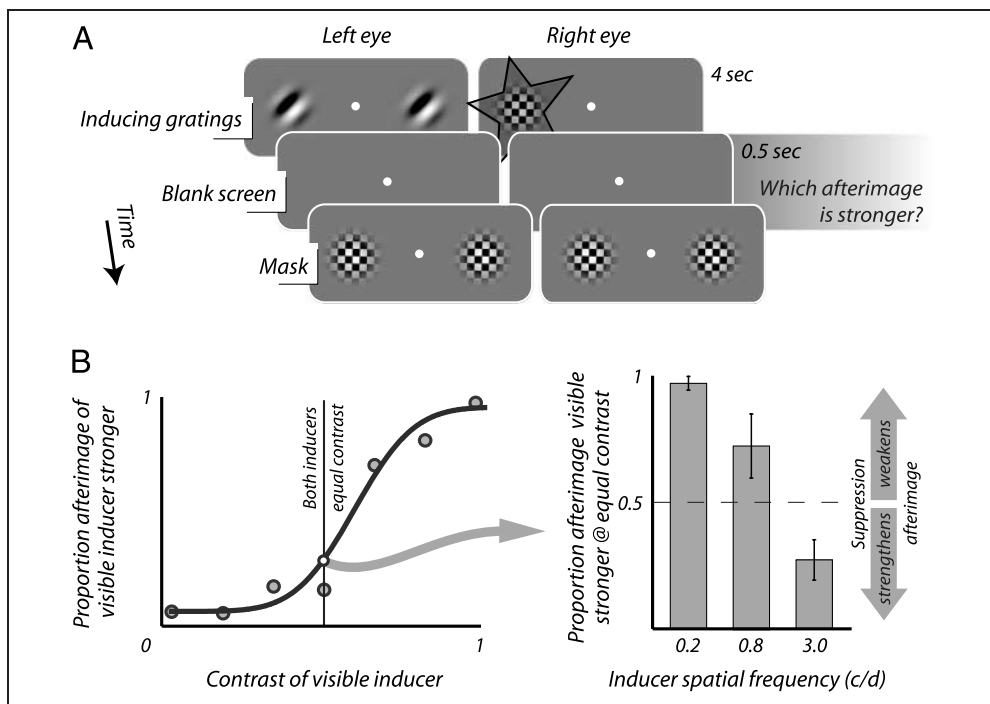 A
Left eye
Right eye
4 sec
Inducing gratings
0.5 sec
Blank screen
Which afterimage
is stronger?
Time
Mask
B
Proportion afterimage of
visible inducer stronger
1
0
Both inducers
equal contrast
1
Contrast of visible inducer
Proportion afterimage visible
stronger @ equal contrast
1
0.5
0.2
0.8
3.0
Inducer spatial frequency (c/d)
Suppression
weakens
strengthens
afterimage